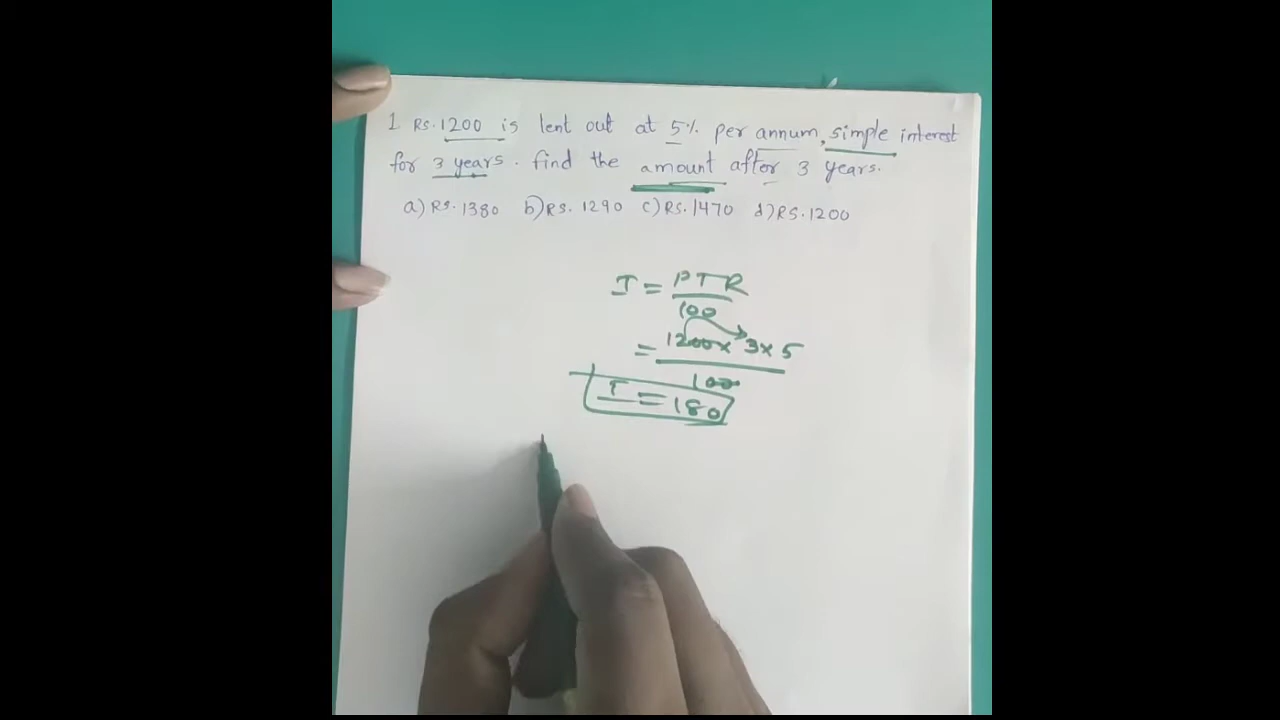 1 Rs.1200 is lent out at 5% per annum, simple interest
for 3 years. find the amount after 3 years.
a) Rs.1380 b) Rs. 1290 c) Rs.1470 d) Rs.1200
I = PTR
100
= 1200 x 3 x 5
100
I = 180